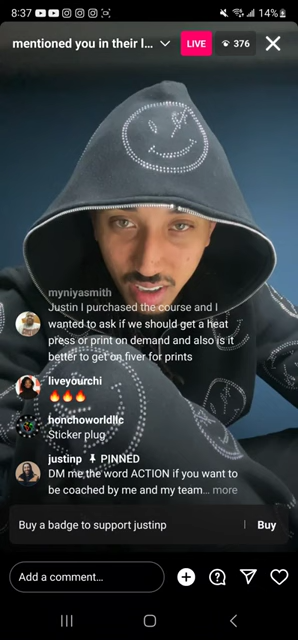 8:37
14%
mentioned you in their l...
LIVE
376
myniyasmith
Justin I purchased the course and I
wanted to ask if we should get a heat
press or print on demand and also is it
better to get on fiver for prints
liveyourchi
🔥🔥🔥
honchoworldllc
Sticker plug
justinp PINNED
DM me the word ACTION if you want to
be coached by me and my team... more
Buy a badge to support justinp
Buy
Add a comment...